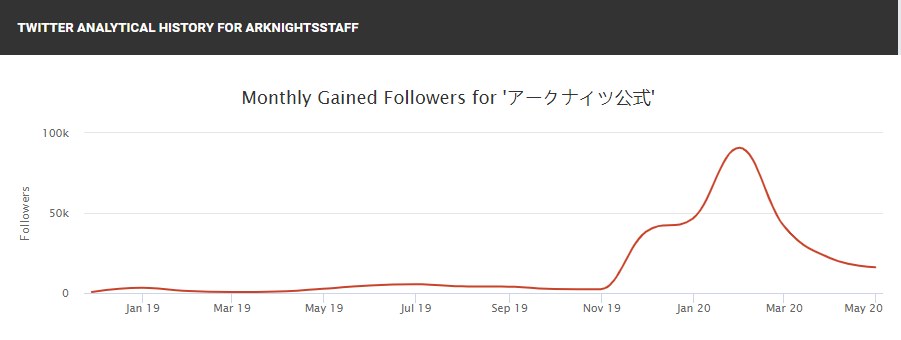 TWITTER ANALYTICAL HISTORY FOR ARKNIGHTSSTAFF
Monthly Gained Followers for 'アークナイツ公式'
100k
50k
0
Followers
Jan 19 Mar 19 May 19 Jul 19 Sep 19 Nov 19 Jan 20 Mar 20 May 20